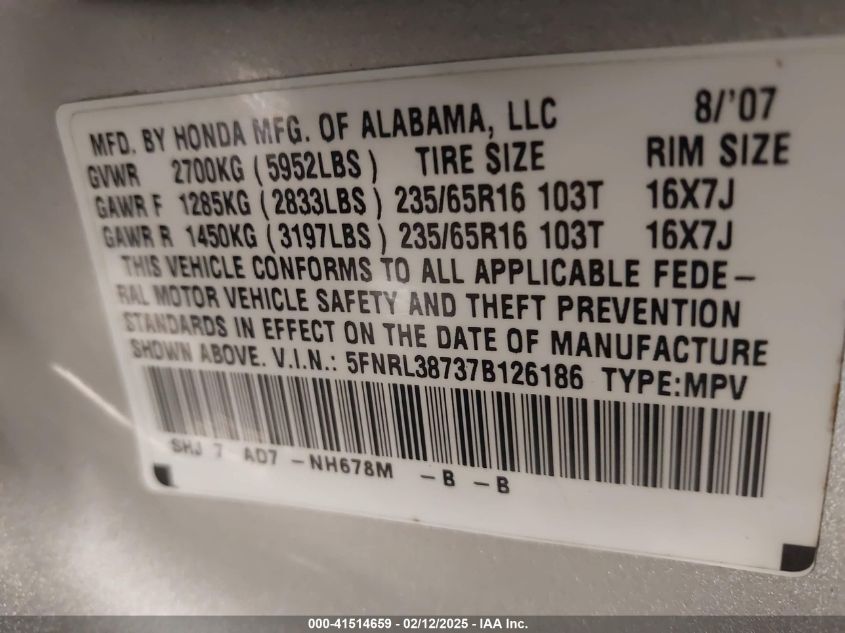 MFD. BY HONDA MFG. OF ALABAMA, LLC 8/'07
GVWR 2700KG (5952LBS) TIRE SIZE RIM SIZE
GAWR F 1285KG (2833LBS) 235/65R16 103T 16X7J
GAWR R 1450KG (3197LBS) 235/65R16 103T 16X7J
THIS VEHICLE CONFORMS TO ALL APPLICABLE FEDE-
RAL MOTOR VEHICLE SAFETY AND THEFT PREVENTION
STANDARDS IN EFFECT ON THE DATE OF MANUFACTURE
SHOWN ABOVE. V.I.N.: 5FNRL38737B126186 TYPE:MPV
SHJ 7 AD7 -NH678M -B -B
000-41514659 - 02/12/2025 - IAA Inc.